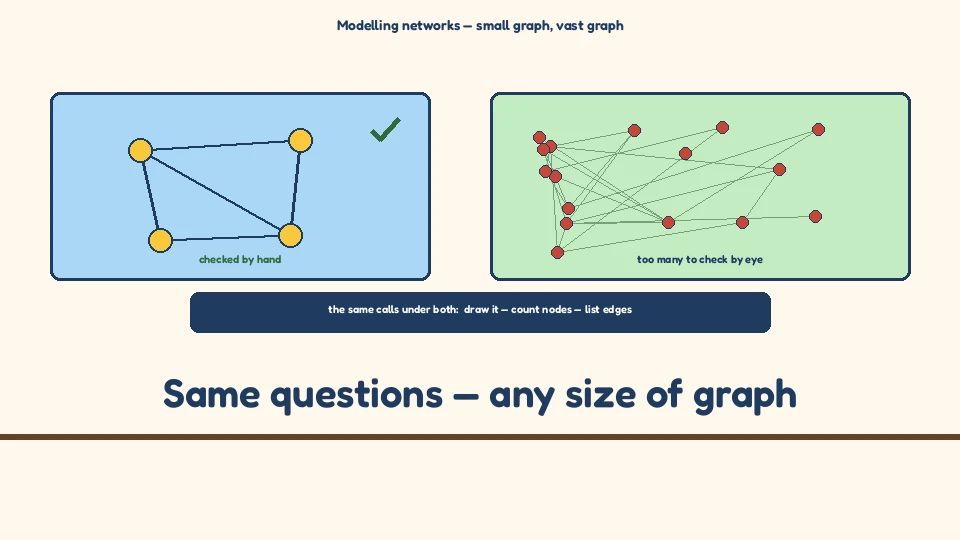 Modelling networks — small graph, vast graph
checked by hand
too many to check by eye
the same calls under both:  draw it — count nodes — list edges
Same questions — any size of graph